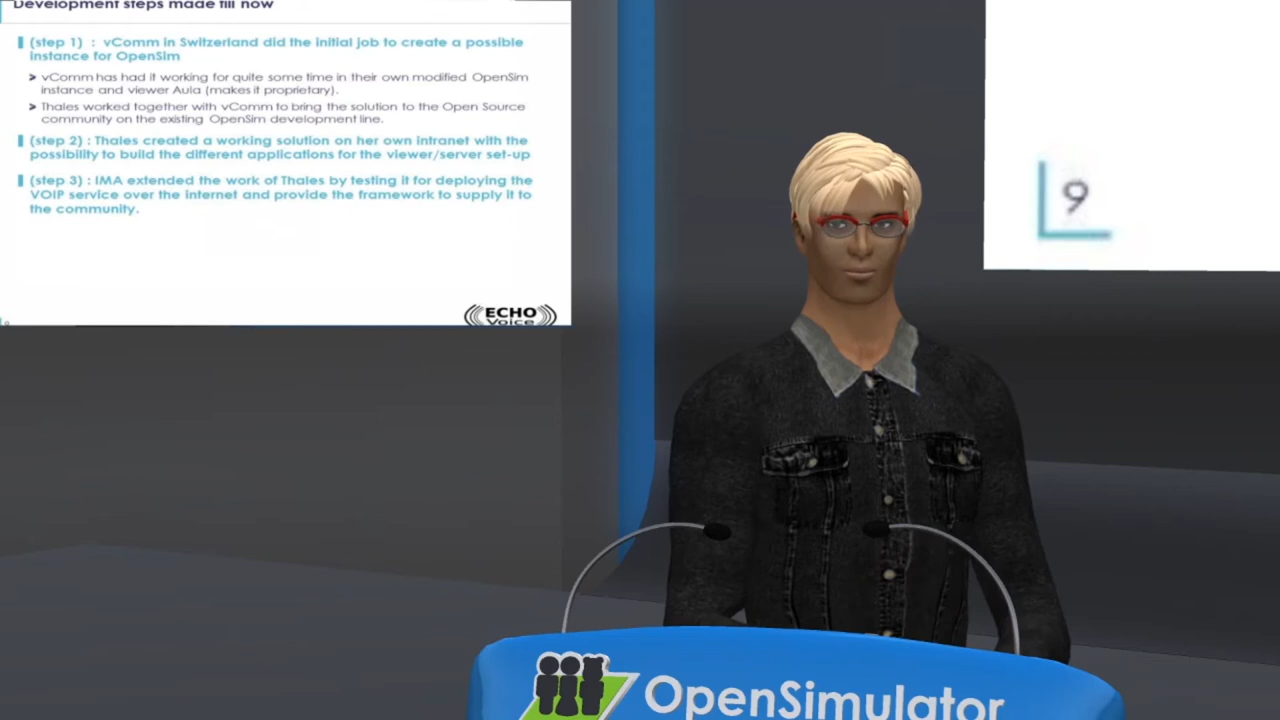 Development steps made till now
(step 1) : vComm in Switzerland did the initial job to create a possible
instance for OpenSim
> vComm has had it working for quite some time in their own modified OpenSim
instance and viewer Aula (makes it proprietary).
> Thales worked together with vComm to bring the solution to the Open Source
community on the existing OpenSim development line.
(step 2) : Thales created a working solution on her own intranet with the
possibility to build the different applications for the viewer/server set-up
(step 3) : IMA extended the work of Thales by testing it for deploying the
VOIP service over the internet and provide the framework to supply it to
the community.
ECHO
Voice
9
OpenSimulator